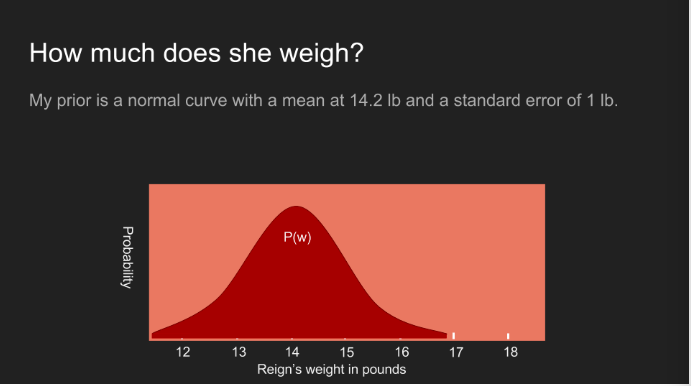 How much does she weigh?
My prior is a normal curve with a mean at 14.2 lb and a standard error of 1 lb.
Probability
P(w)
12 13 14 15 16 17 18
Reign's weight in pounds